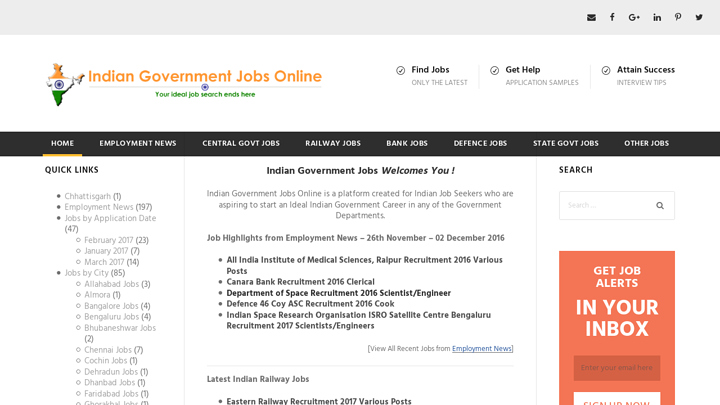 Indian Government Jobs Online
Your ideal job search ends here
Find Jobs
ONLY THE LATEST
Get Help
APPLICATION SAMPLES
Attain Success
INTERVIEW TIPS
HOME
EMPLOYMENT NEWS
CENTRAL GOVT JOBS
RAILWAY JOBS
BANK JOBS
DEFENCE JOBS
STATE GOVT JOBS
OTHER JOBS
QUICK LINKS
Chhattisgarh (1)
Employment News (197)
Jobs by Application Date
(47)
February 2017 (23)
January 2017 (7)
March 2017 (14)
Jobs by City (85)
Allahabad Jobs (3)
Almora (1)
Bangalore Jobs (4)
Bengaluru Jobs (4)
Bhubaneshwar Jobs
(2)
Chennai Jobs (7)
Cochin Jobs (1)
Dehradun Jobs (1)
Dhanbad Jobs (1)
Faridabad Jobs (1)
Ghorakhal Jobs (1)
Indian Government Jobs Welcomes You !
Indian Government Jobs Online is a platform created for Indian Job Seekers who are
aspiring to start an Ideal Indian Government Career in any of the Government
Departments.
Job Highlights from Employment News – 26th November – 02 December 2016
All India Institute of Medical Sciences, Raipur Recruitment 2016 Various
Posts
Canara Bank Recruitment 2016 Clerical
Department of Space Recruitment 2016 Scientist/Engineer
Defence 46 Coy ASC Recruitment 2016 Cook
Indian Space Research Organisation ISRO Satellite Centre Bengaluru
Recruitment 2017 Scientists/Engineers
[View All Recent Jobs from Employment News]
Latest Indian Railway Jobs
Eastern Railway Recruitment 2017 Various Posts
SEARCH
Search ...
GET JOB
ALERTS
IN YOUR
INBOX
Enter your email here
SIGN UP NOW